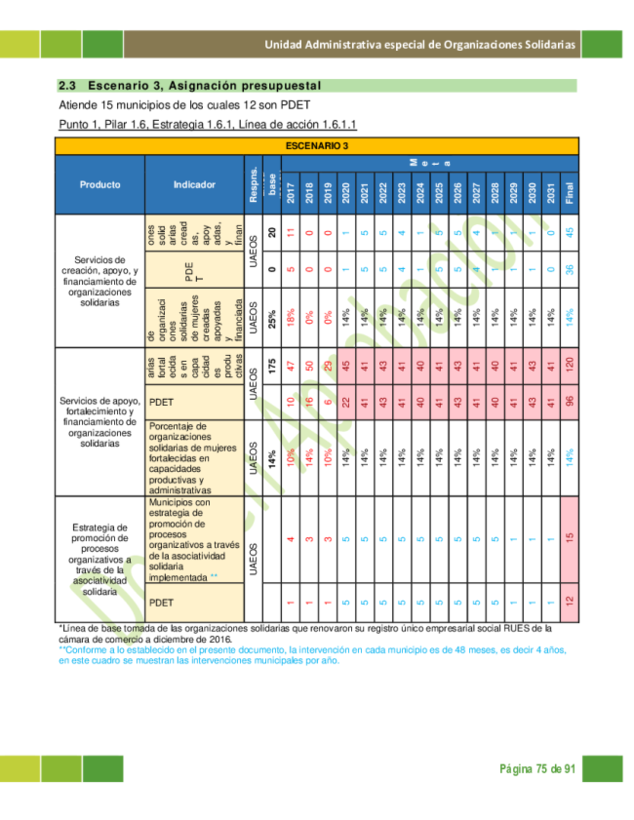 Unidad Administrativa especial de Organizaciones Solidarias
2.3 Escenario 3, Asignación presupuestal
Atiende 15 municipios de los cuales 12 son PDET
Punto 1, Pilar 1.6, Estrategia 1.6.1, Línea de acción 1.6.1.1
ESCENARIO 3
Producto Indicador Respns. base Meta
2017 2018 2019 2020 2021 2022 2023 2024 2025 2026 2027 2028 2029 2030 2031 Final
Servicios de
creación, apoyo, y
financiamiento de
organizaciones
solidarias
ones
solid
arias
cread
as,
apoy
adas,
y
finan
UAEOS
20 11 0 0 1 5 5 4 1 5 5 4 1 1 1 0 45
PDE
T
0 5 0 0 1 5 5 4 1 5 5 4 1 1 1 0 36
de
organizaci
ones
solidarias
de mujeres
creadas
apoyadas
y
financiada
UAEOS
25% 18% 0% 0% 14% 14% 14% 14% 14% 14% 14% 14% 14% 14% 14% 14% 14%
Servicios de apoyo,
fortalecimiento y
financiamiento de
organizaciones
solidarias
arias
fortal
ecida
s en
capa
cidad
es
produ
ctivas
UAEOS
175 47 50 29 45 41 43 41 40 41 43 41 40 41 43 41 120
PDET
10 16 6 22 41 43 41 40 41 43 41 40 41 43 41 96
Porcentaje de
organizaciones
solidarias de mujeres
fortalecidas en
capacidades
productivas y
administrativas
UAEOS
14% 10% 14% 10% 14% 14% 14% 14% 14% 14% 14% 14% 14% 14% 14% 14% 14%
Estrategia de
promoción de
procesos
organizativos a
través de la
asociatividad
solidaria
Municipios con
estrategia de
promoción de
procesos
organizativos a través
de la asociatividad
solidaria
implementada **
UAEOS
4 3 3 5 5 5 5 5 5 5 5 5 1 1 1 15
PDET
1 1 1 5 5 5 5 5 5 5 5 5 1 1 1 12
*Linea de base tomada de las organizaciones solidarias que renovaron su registro único empresarial social RUES de la
cámara de comercio a diciembre de 2016.
**Conforme a lo establecido en el presente documento, la intervención en cada municipio es de 48 meses, es decir 4 años,
en este cuadro se muestran las intervenciones municipales por año.
Página 75 de 91